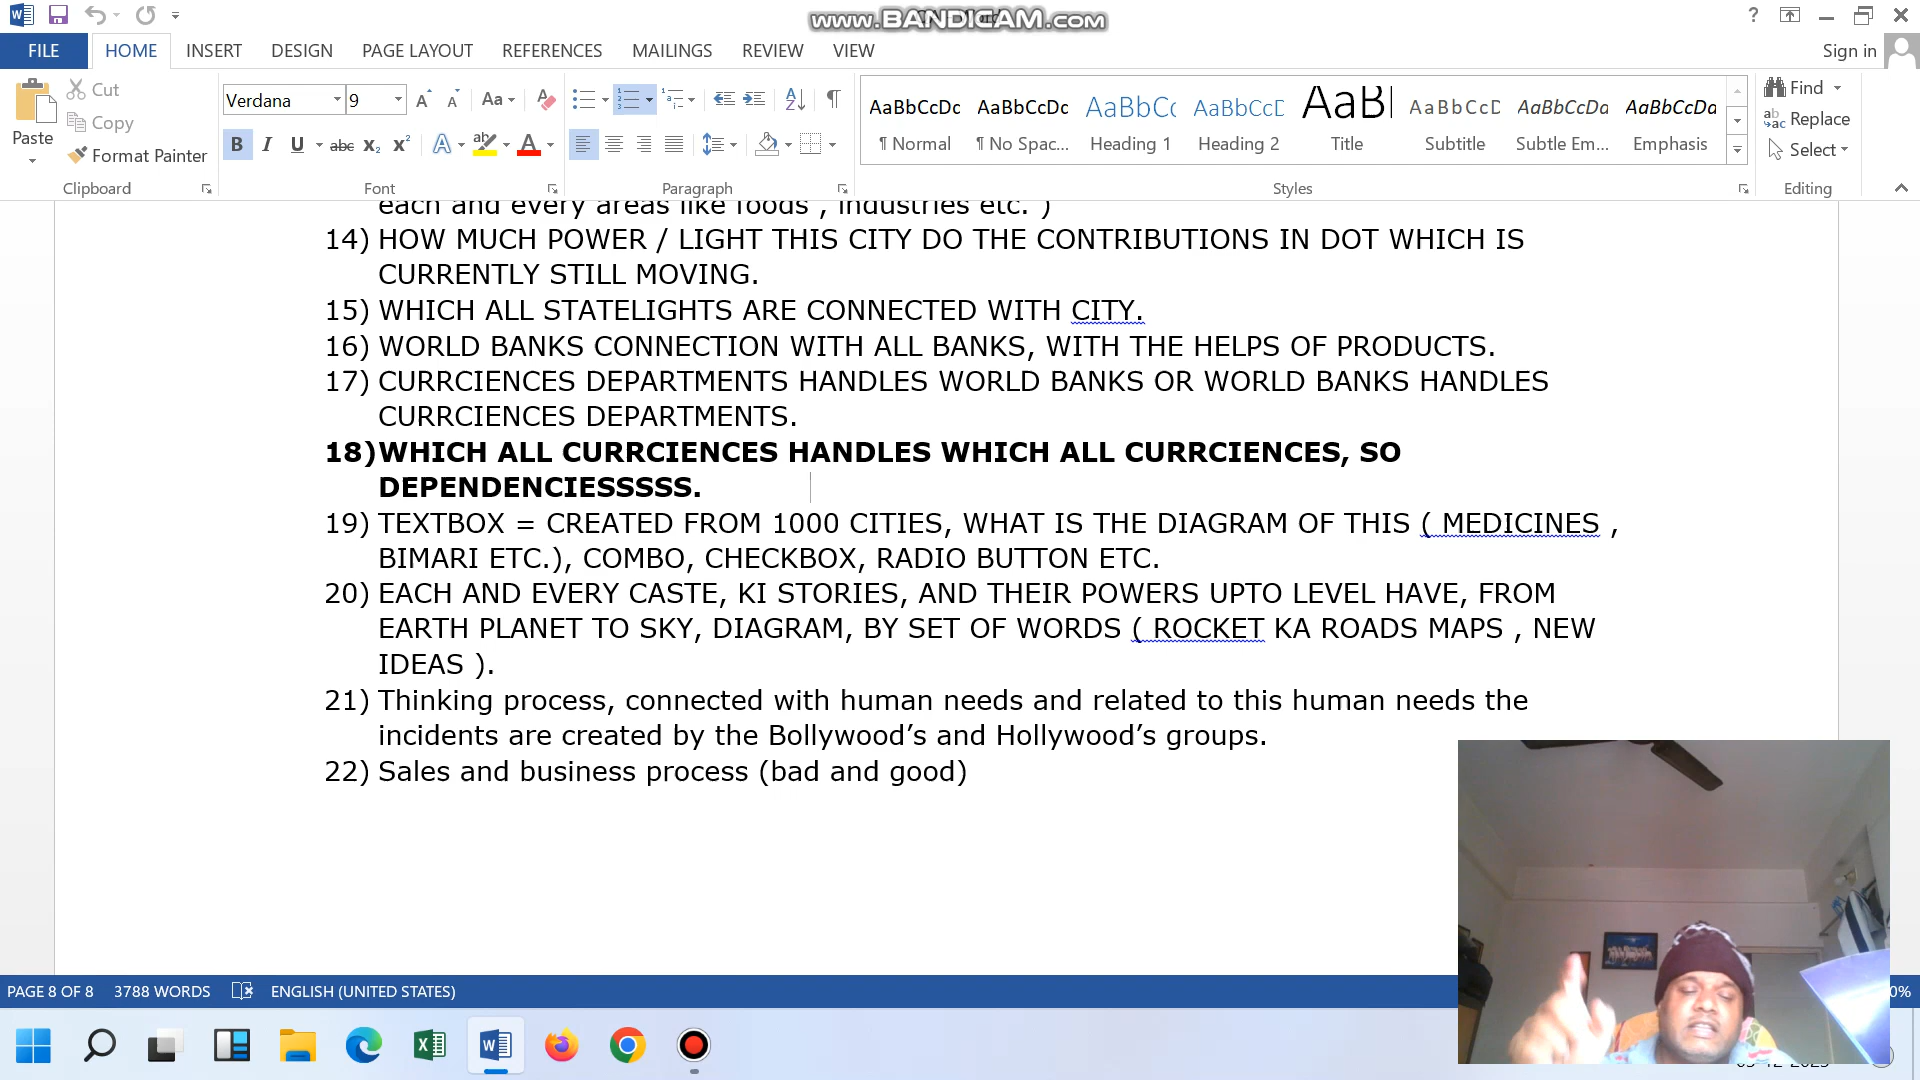 www.BANDICAM.com
FILE
HOME
INSERT
DESIGN
PAGE LAYOUT
REFERENCES
MAILINGS
REVIEW
VIEW
Sign in
Paste
Cut
Copy
Format Painter
Clipboard
Verdana
9
Font
Paragraph
AaBbCcDc
¶ Normal
AaBbCcDc
¶ No Spac...
AaBbC
Heading 1
AaBbCcD
Heading 2
AaB
Title
AaBbCcD
Subtitle
AaBbCcDa
Subtle Em...
AaBbCcDa
Emphasis
Styles
Find
Replace
Select
Editing
each and every areas like foods , industries etc. )
14) HOW MUCH POWER / LIGHT THIS CITY DO THE CONTRIBUTIONS IN DOT WHICH IS
CURRENTLY STILL MOVING.
15) WHICH ALL STATELIGHTS ARE CONNECTED WITH CITY.
16) WORLD BANKS CONNECTION WITH ALL BANKS, WITH THE HELPS OF PRODUCTS.
17) CURRCIENCES DEPARTMENTS HANDLES WORLD BANKS OR WORLD BANKS HANDLES
CURRCIENCES DEPARTMENTS.
18)WHICH ALL CURRCIENCES HANDLES WHICH ALL CURRCIENCES, SO
DEPENDENCIESSSSS.
19) TEXTBOX = CREATED FROM 1000 CITIES, WHAT IS THE DIAGRAM OF THIS ( MEDICINES ,
BIMARI ETC.), COMBO, CHECKBOX, RADIO BUTTON ETC.
20) EACH AND EVERY CASTE, KI STORIES, AND THEIR POWERS UPTO LEVEL HAVE, FROM
EARTH PLANET TO SKY, DIAGRAM, BY SET OF WORDS ( ROCKET KA ROADS MAPS , NEW
IDEAS ).
21) Thinking process, connected with human needs and related to this human needs the
incidents are created by the Bollywood’s and Hollywood’s groups.
22) Sales and business process (bad and good)
PAGE 8 OF 8
3788 WORDS
ENGLISH (UNITED STATES)
0%